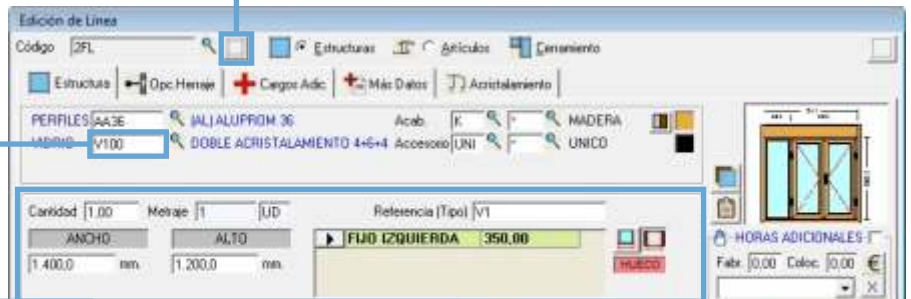 Edición de Línea
Código 2FL Estructuras Artículos Cerramiento
Estructura Opc.Herraje Cargos Adic Más Datos Acristalamiento
PERFILES AA36 (AL) ALUPROM 36 Acab. K * MADERA
VIDRIO V100 DOBLE ACRISTALAMIENTO 4+6+4 Accesorio UNI * UNICO
Cantidad 1.00 Metraje 1 UD Referencia (Tipo) V1
ANCHO ALTO FIJO IZQUIERDA 350,00
HUECO
1.400,0 mm. 1.200,0 mm.
HORAS ADICIONALES
Fabr. 0,00 Coloc. 0,00 €